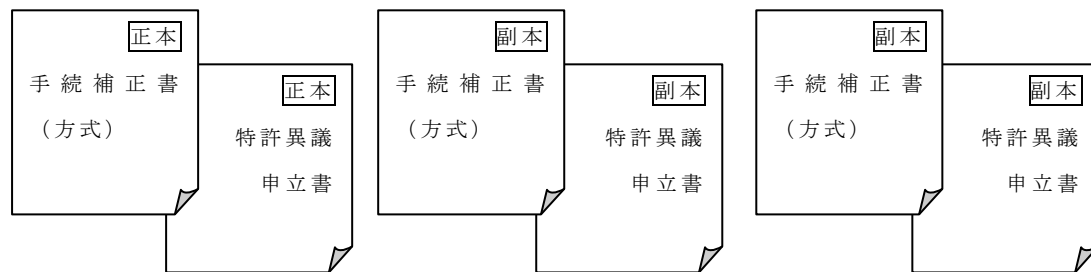 正本
手続補正書
（方式）
正本
特許異議
申立書
副本
手続補正書
（方式）
副本
特許異議
申立書
副本
手続補正書
（方式）
副本
特許異議
申立書